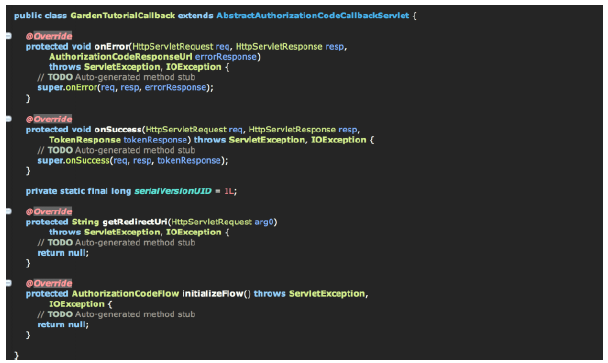 public class GardenTutorialCallback extends AbstractAuthorizationCodeCallbackServlet {
@Override
protected void onError(HttpServletRequest req, HttpServletResponse resp,
AuthorizationCodeResponseUrl errorResponse)
throws ServletException, IOException {
// TODO Auto-generated method stub
super.onError(req, resp, errorResponse);
}
@Override
protected void onSuccess(HttpServletRequest req, HttpServletResponse resp,
TokenResponse tokenResponse) throws ServletException, IOException {
// TODO Auto-generated method stub
super.onSuccess(req, resp, tokenResponse);
}
private static final long serialVersionUID = 1L;
@Override
protected String getRedirectUri(HttpServletRequest arg0)
throws ServletException, IOException {
// TODO Auto-generated method stub
return null;
}
@Override
protected AuthorizationCodeFlow initializeFlow() throws ServletException,
IOException {
// TODO Auto-generated method stub
return null;
}
}